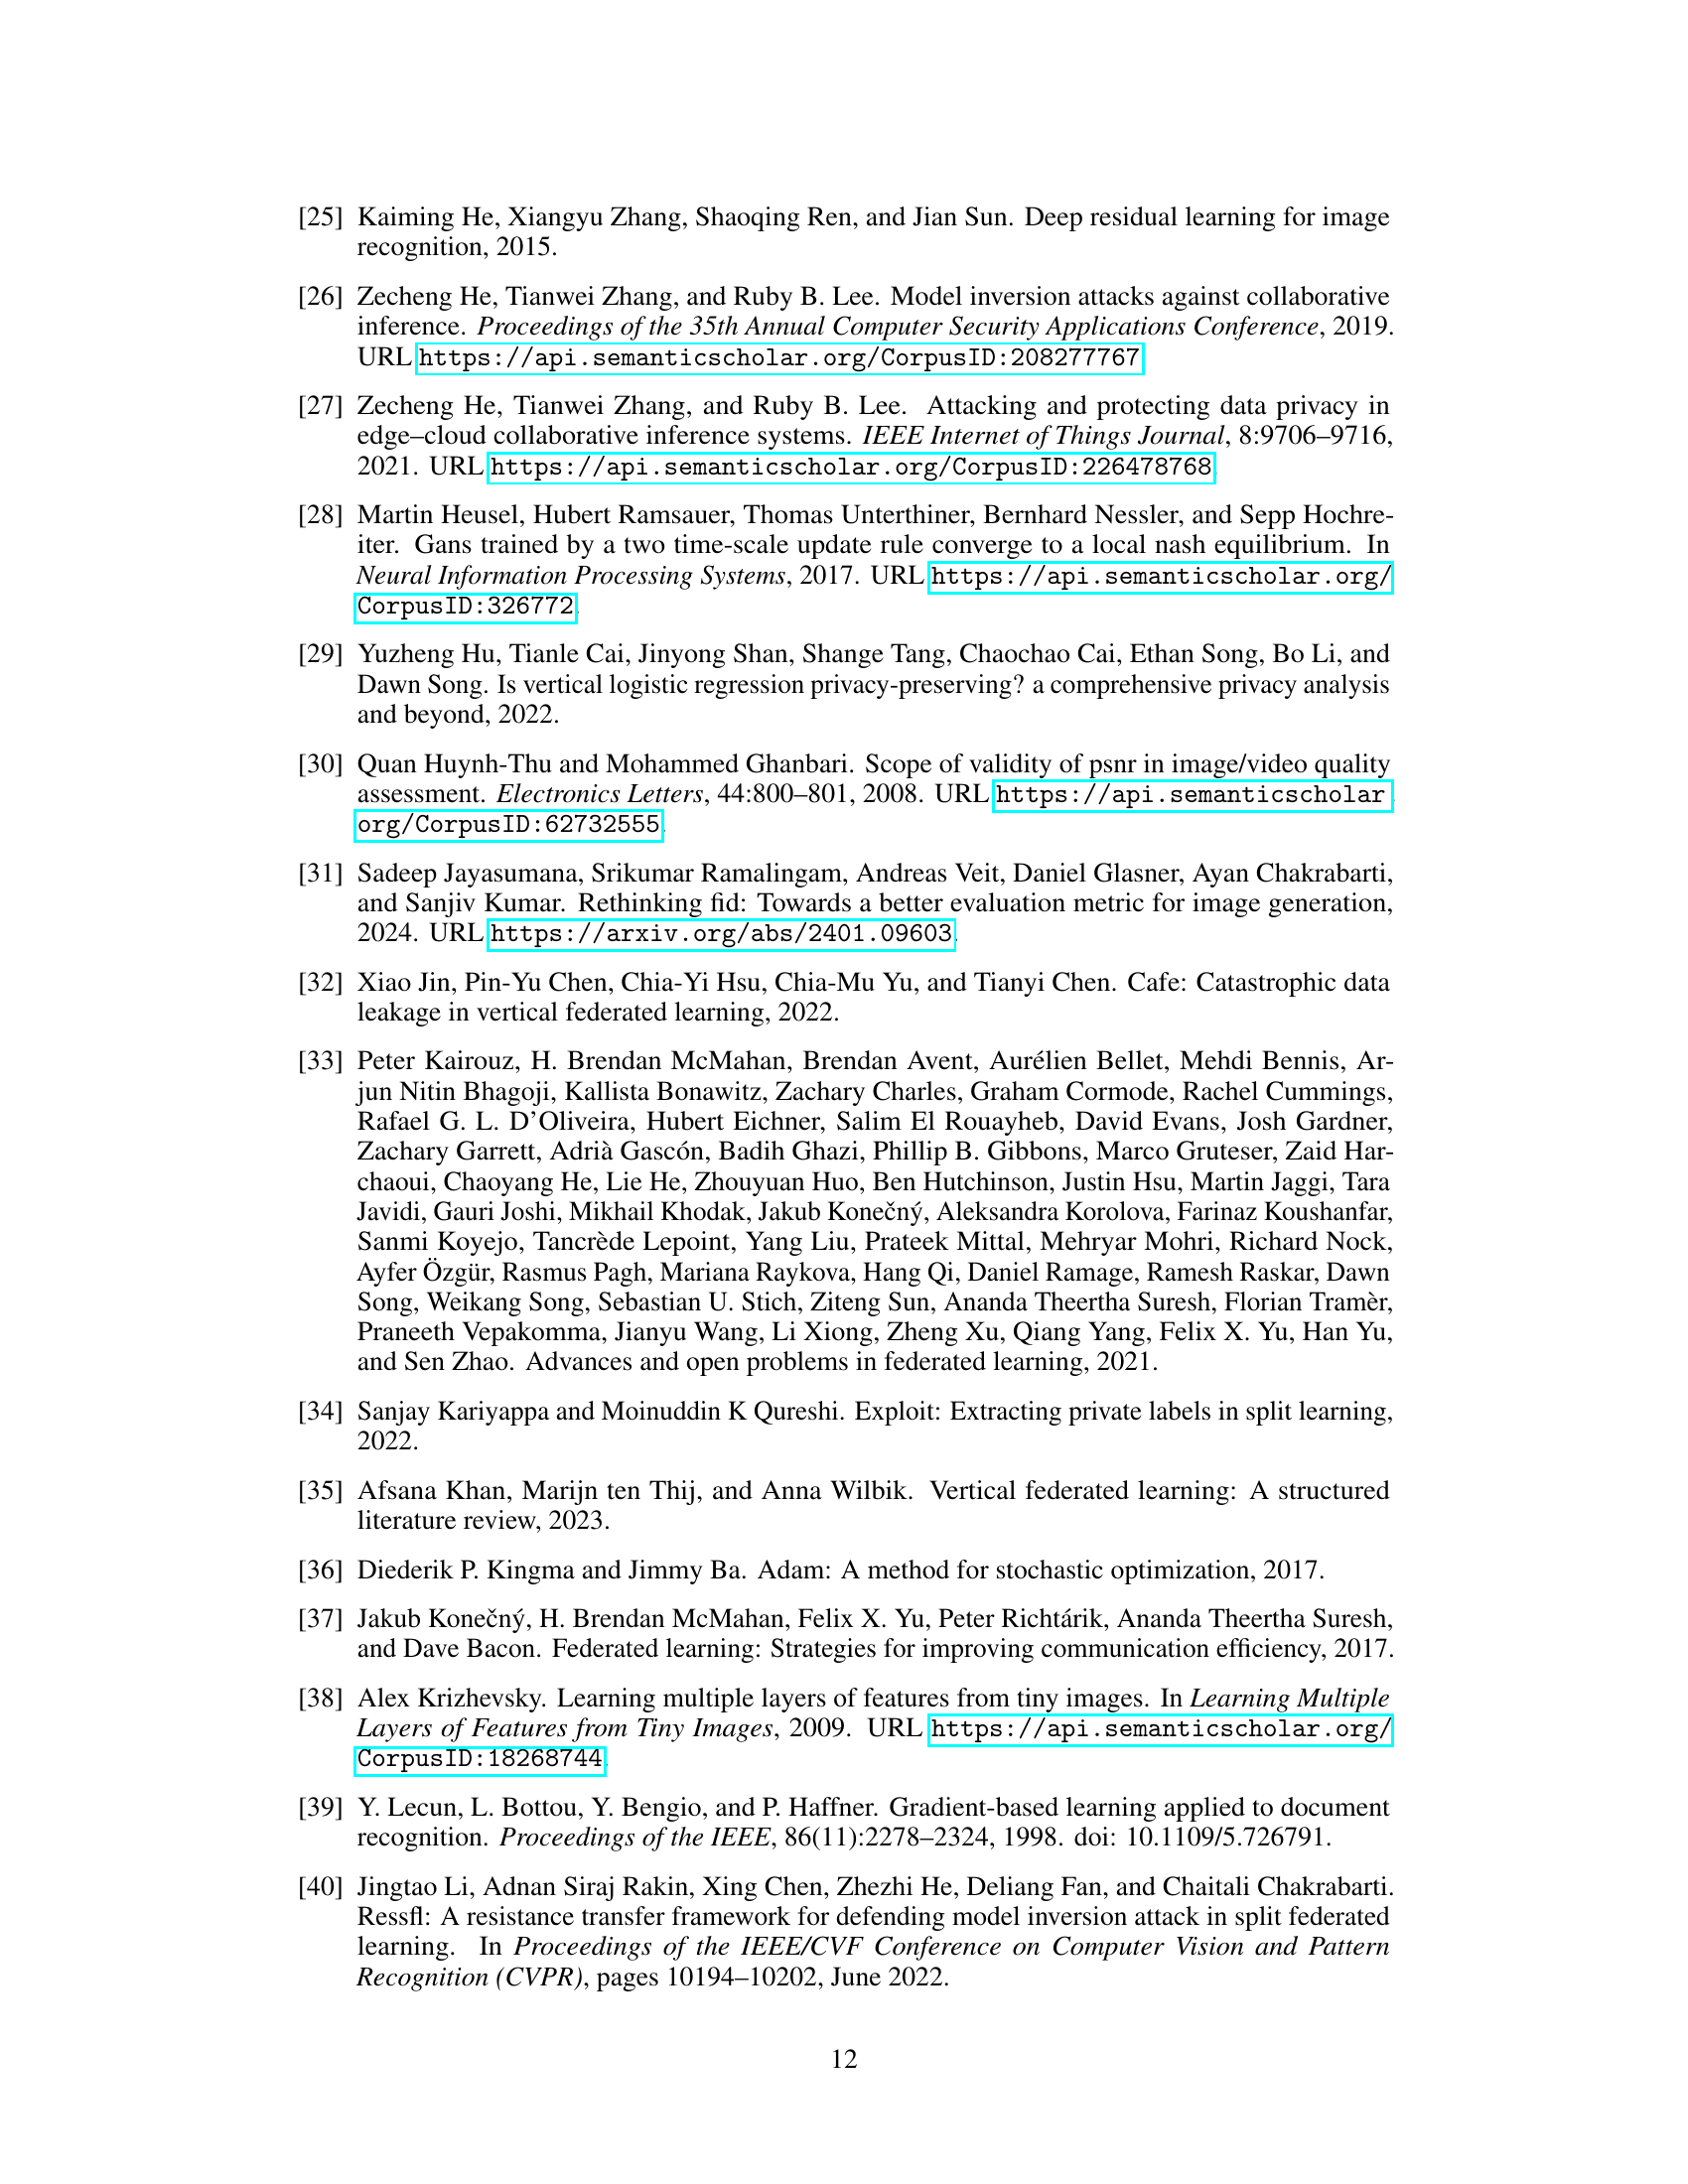 [25] Kaiming He, Xiangyu Zhang, Shaoqing Ren, and Jian Sun. Deep residual learning for image
recognition, 2015.
[26] Zecheng He, Tianwei Zhang, and Ruby B. Lee. Model inversion attacks against collaborative
inference. Proceedings of the 35th Annual Computer Security Applications Conference, 2019.
URL https://api.semanticscholar.org/CorpusID:208277767.
[27] Zecheng He, Tianwei Zhang, and Ruby B. Lee. Attacking and protecting data privacy in
edge–cloud collaborative inference systems. IEEE Internet of Things Journal, 8:9706–9716,
2021. URL https://api.semanticscholar.org/CorpusID:226478768.
[28] Martin Heusel, Hubert Ramsauer, Thomas Unterthiner, Bernhard Nessler, and Sepp Hochre-
iter. Gans trained by a two time-scale update rule converge to a local nash equilibrium. In
Neural Information Processing Systems, 2017. URL https://api.semanticscholar.org/
CorpusID:326772.
[29] Yuzheng Hu, Tianle Cai, Jinyong Shan, Shange Tang, Chaochao Cai, Ethan Song, Bo Li, and
Dawn Song. Is vertical logistic regression privacy-preserving? a comprehensive privacy analysis
and beyond, 2022.
[30] Quan Huynh-Thu and Mohammed Ghanbari. Scope of validity of psnr in image/video quality
assessment. Electronics Letters, 44:800–801, 2008. URL https://api.semanticscholar.
org/CorpusID:62732555.
[31] Sadeep Jayasumana, Srikumar Ramalingam, Andreas Veit, Daniel Glasner, Ayan Chakrabarti,
and Sanjiv Kumar. Rethinking fid: Towards a better evaluation metric for image generation,
2024. URL https://arxiv.org/abs/2401.09603.
[32] Xiao Jin, Pin-Yu Chen, Chia-Yi Hsu, Chia-Mu Yu, and Tianyi Chen. Cafe: Catastrophic data
leakage in vertical federated learning, 2022.
[33] Peter Kairouz, H. Brendan McMahan, Brendan Avent, Aurélien Bellet, Mehdi Bennis, Ar-
jun Nitin Bhagoji, Kallista Bonawitz, Zachary Charles, Graham Cormode, Rachel Cummings,
Rafael G. L. D’Oliveira, Hubert Eichner, Salim El Rouayheb, David Evans, Josh Gardner,
Zachary Garrett, Adrià Gascón, Badih Ghazi, Phillip B. Gibbons, Marco Gruteser, Zaid Har-
chaoui, Chaoyang He, Lie He, Zhouyuan Huo, Ben Hutchinson, Justin Hsu, Martin Jaggi, Tara
Javidi, Gauri Joshi, Mikhail Khodak, Jakub Konečný, Aleksandra Korolova, Farinaz Koushanfar,
Sanmi Koyejo, Tancrède Lepoint, Yang Liu, Prateek Mittal, Mehryar Mohri, Richard Nock,
Ayfer Özgür, Rasmus Pagh, Mariana Raykova, Hang Qi, Daniel Ramage, Ramesh Raskar, Dawn
Song, Weikang Song, Sebastian U. Stich, Ziteng Sun, Ananda Theertha Suresh, Florian Tramèr,
Praneeth Vepakomma, Jianyu Wang, Li Xiong, Zheng Xu, Qiang Yang, Felix X. Yu, Han Yu,
and Sen Zhao. Advances and open problems in federated learning, 2021.
[34] Sanjay Kariyappa and Moinuddin K Qureshi. Exploit: Extracting private labels in split learning,
2022.
[35] Afsana Khan, Marijn ten Thij, and Anna Wilbik. Vertical federated learning: A structured
literature review, 2023.
[36] Diederik P. Kingma and Jimmy Ba. Adam: A method for stochastic optimization, 2017.
[37] Jakub Konečný, H. Brendan McMahan, Felix X. Yu, Peter Richtárik, Ananda Theertha Suresh,
and Dave Bacon. Federated learning: Strategies for improving communication efficiency, 2017.
[38] Alex Krizhevsky. Learning multiple layers of features from tiny images. In Learning Multiple
Layers of Features from Tiny Images, 2009. URL https://api.semanticscholar.org/
CorpusID:18268744.
[39] Y. Lecun, L. Bottou, Y. Bengio, and P. Haffner. Gradient-based learning applied to document
recognition. Proceedings of the IEEE, 86(11):2278–2324, 1998. doi: 10.1109/5.726791.
[40] Jingtao Li, Adnan Siraj Rakin, Xing Chen, Zhezhi He, Deliang Fan, and Chaitali Chakrabarti.
Ressfl: A resistance transfer framework for defending model inversion attack in split federated
learning. In Proceedings of the IEEE/CVF Conference on Computer Vision and Pattern
Recognition (CVPR), pages 10194–10202, June 2022.
12